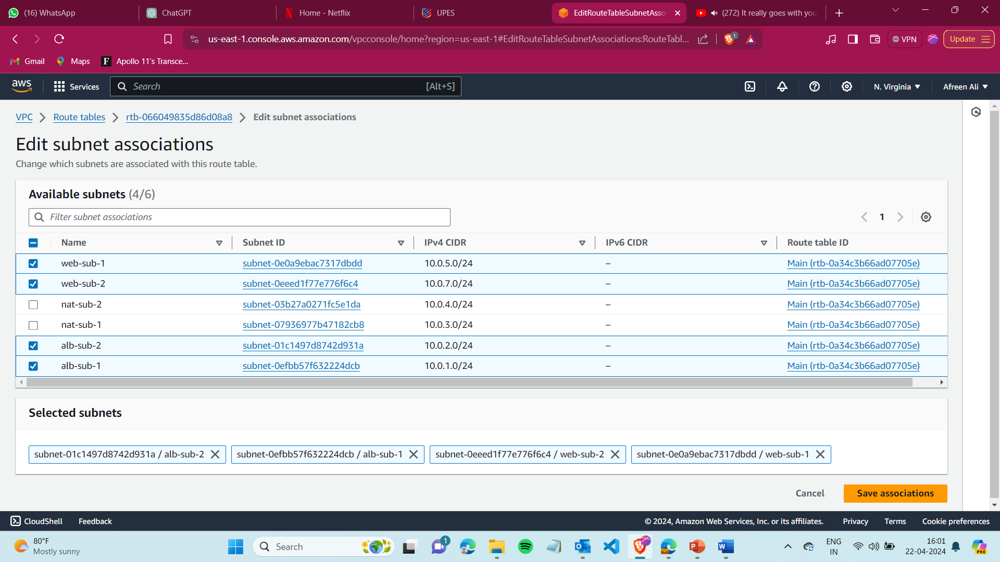 (16) WhatsApp
ChatGPT
Home - Netflix
UPES
EditRouteTableSubnetAsso
(272) It really goes with you
us-east-1.console.aws.amazon.com/vpcconsole/home?region=us-east-1#EditRouteTableSubnetAssociations:RouteTabl...
1
VPN
Update
Gmail
Maps
F
Apollo 11's Transce...
aws
Services
Search
[Alt+S]
N. Virginia
Afreen Ali
VPC
Route tables
rtb-066049835d86d08a8
Edit subnet associations
Edit subnet associations
Change which subnets are associated with this route table.
Available subnets (4/6)
Filter subnet associations
1
Name Subnet ID IPv4 CIDR IPv6 CIDR Route table ID
web-sub-1 subnet-0e0a9ebac7317dbdd 10.0.5.0/24 – Main (rtb-0a34c3b66ad07705e)
web-sub-2 subnet-0eeed1f77e776f6c4 10.0.7.0/24 – Main (rtb-0a34c3b66ad07705e)
nat-sub-2 subnet-03b27a0271fc5e1da 10.0.4.0/24 – Main (rtb-0a34c3b66ad07705e)
nat-sub-1 subnet-07936977b47182cb8 10.0.3.0/24 – Main (rtb-0a34c3b66ad07705e)
alb-sub-2 subnet-01c1497d8742d931a 10.0.2.0/24 – Main (rtb-0a34c3b66ad07705e)
alb-sub-1 subnet-0efbb57f632224dcb 10.0.1.0/24 – Main (rtb-0a34c3b66ad07705e)
Selected subnets
subnet-01c1497d8742d931a / alb-sub-2
subnet-0efbb57f632224dcb / alb-sub-1
subnet-0eeed1f77e776f6c4 / web-sub-2
subnet-0e0a9ebac7317dbdd / web-sub-1
Cancel
Save associations
CloudShell
Feedback
© 2024, Amazon Web Services, Inc. or its affiliates.
Privacy
Terms
Cookie preferences
80°F
Mostly sunny
Search
1
P
W
ENG
IN
16:01
22-04-2024
PRE